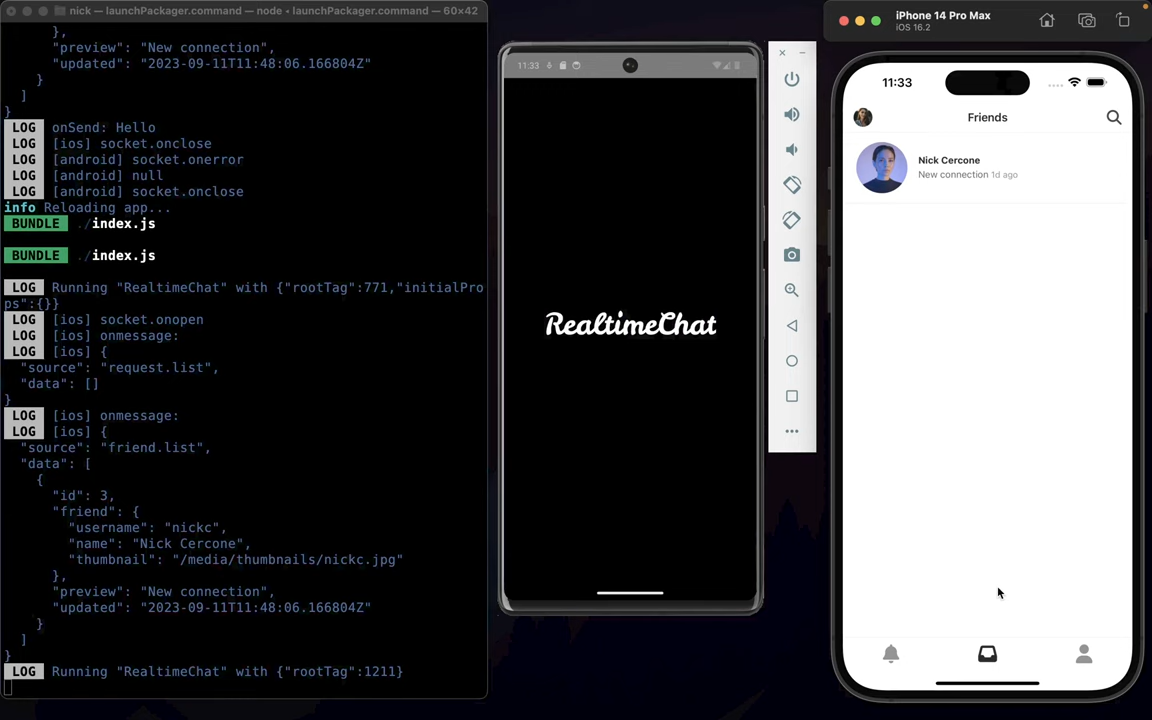 nick — launchPackager.command — node ◂ launchPackager.command — 60×42
},
"preview": "New connection",
"updated": "2023-09-11T11:48:06.166804Z"
}
]
}
LOG onSend: Hello
LOG [ios] socket.onclose
LOG [android] socket.onerror
LOG [android] null
LOG [android] socket.onclose
info Reloading app...
BUNDLE ./index.js
BUNDLE ./index.js
LOG Running "RealtimeChat" with {"rootTag":771,"initialPro
ps":{}}
LOG [ios] socket.onopen
LOG [ios] onmessage:
LOG [ios] {
"source": "request.list",
"data": []
}
LOG [ios] onmessage:
LOG [ios] {
"source": "friend.list",
"data": [
{
"id": 3,
"friend": {
"username": "nickc",
"name": "Nick Cercone",
"thumbnail": "/media/thumbnails/nickc.jpg"
},
"preview": "New connection",
"updated": "2023-09-11T11:48:06.166804Z"
}
]
}
LOG Running "RealtimeChat" with {"rootTag":1211}
11:33
RealtimeChat
iPhone 14 Pro Max
iOS 16.2
11:33
Friends
Nick Cercone
New connection 1d ago